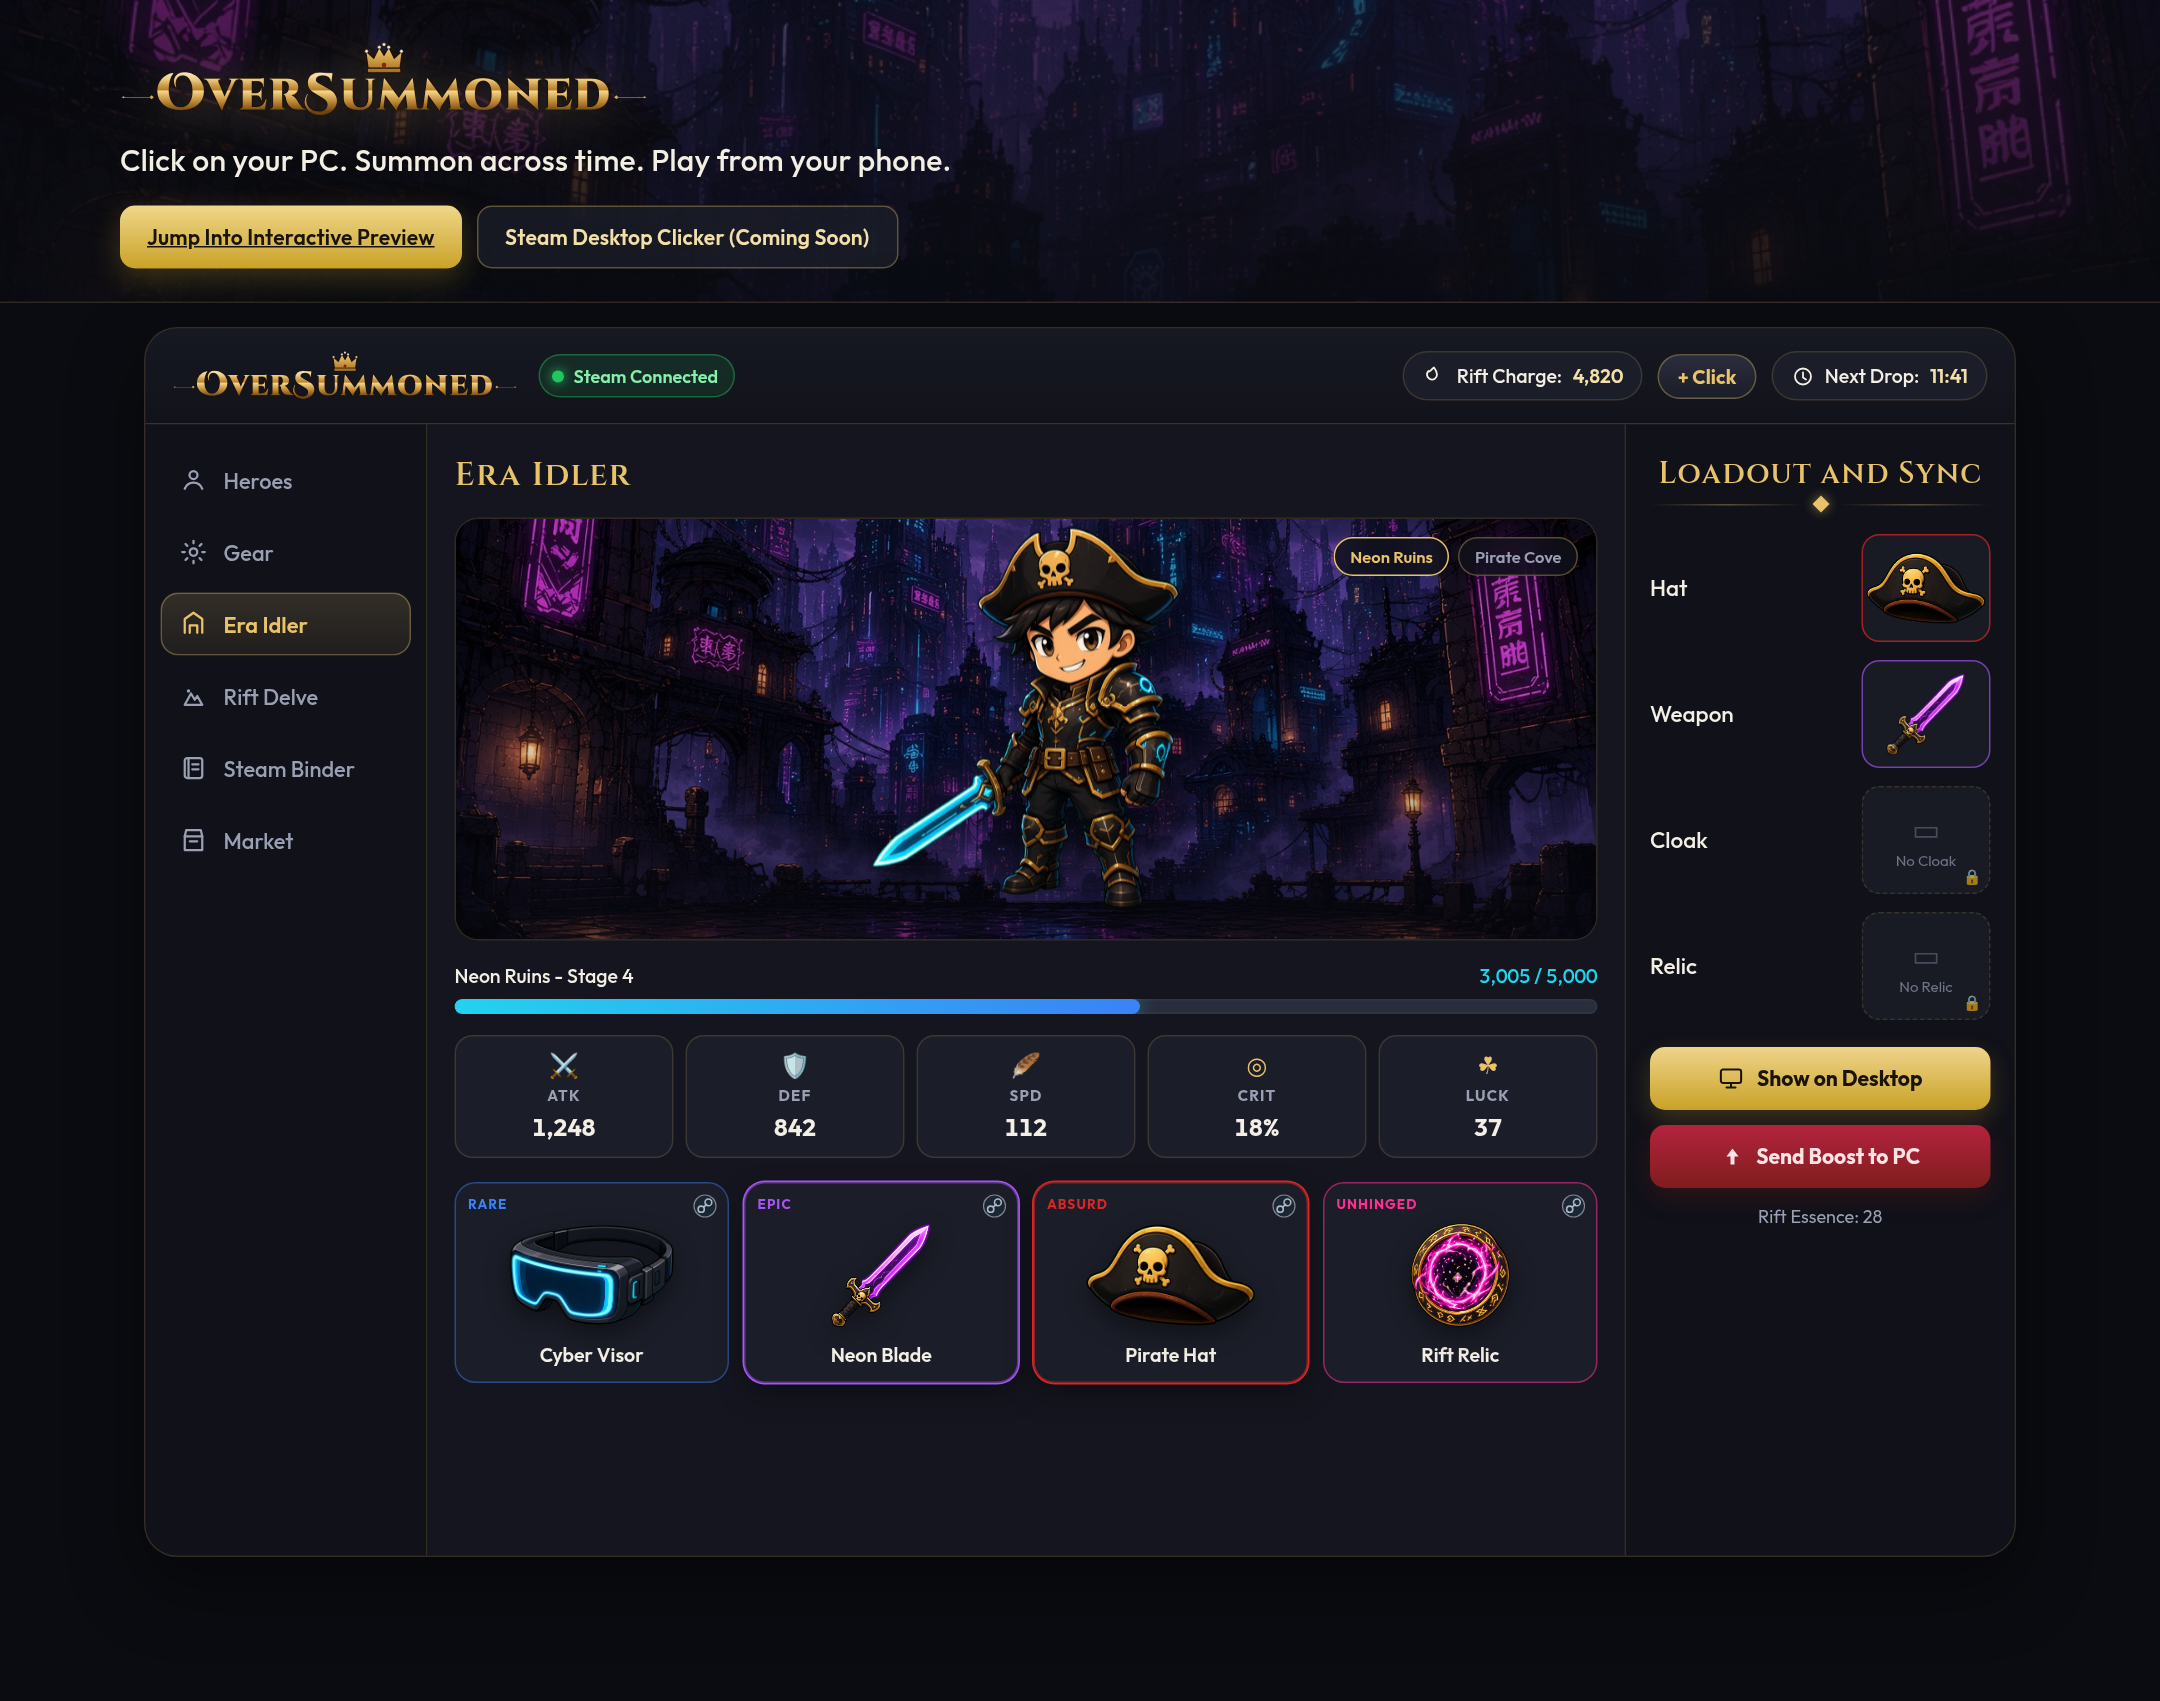 OverSummoned
Click on your PC. Summon across time. Play from your phone.
Jump Into Interactive Preview
Steam Desktop Clicker (Coming Soon)
OverSummoned
Steam Connected
Rift Charge: 4,820
+ Click
Next Drop: 11:41
Heroes
Gear
Era Idler
Rift Delve
Steam Binder
Market
Era Idler
Neon Ruins
Pirate Cove
Neon Ruins - Stage 4
3,005 / 5,000
ATK
1,248
DEF
842
SPD
112
CRIT
18%
LUCK
37
RARE
Cyber Visor
EPIC
Neon Blade
ABSURD
Pirate Hat
UNHINGED
Rift Relic
Loadout and Sync
Hat
Weapon
Cloak
No Cloak
Relic
No Relic
Show on Desktop
Send Boost to PC
Rift Essence: 28